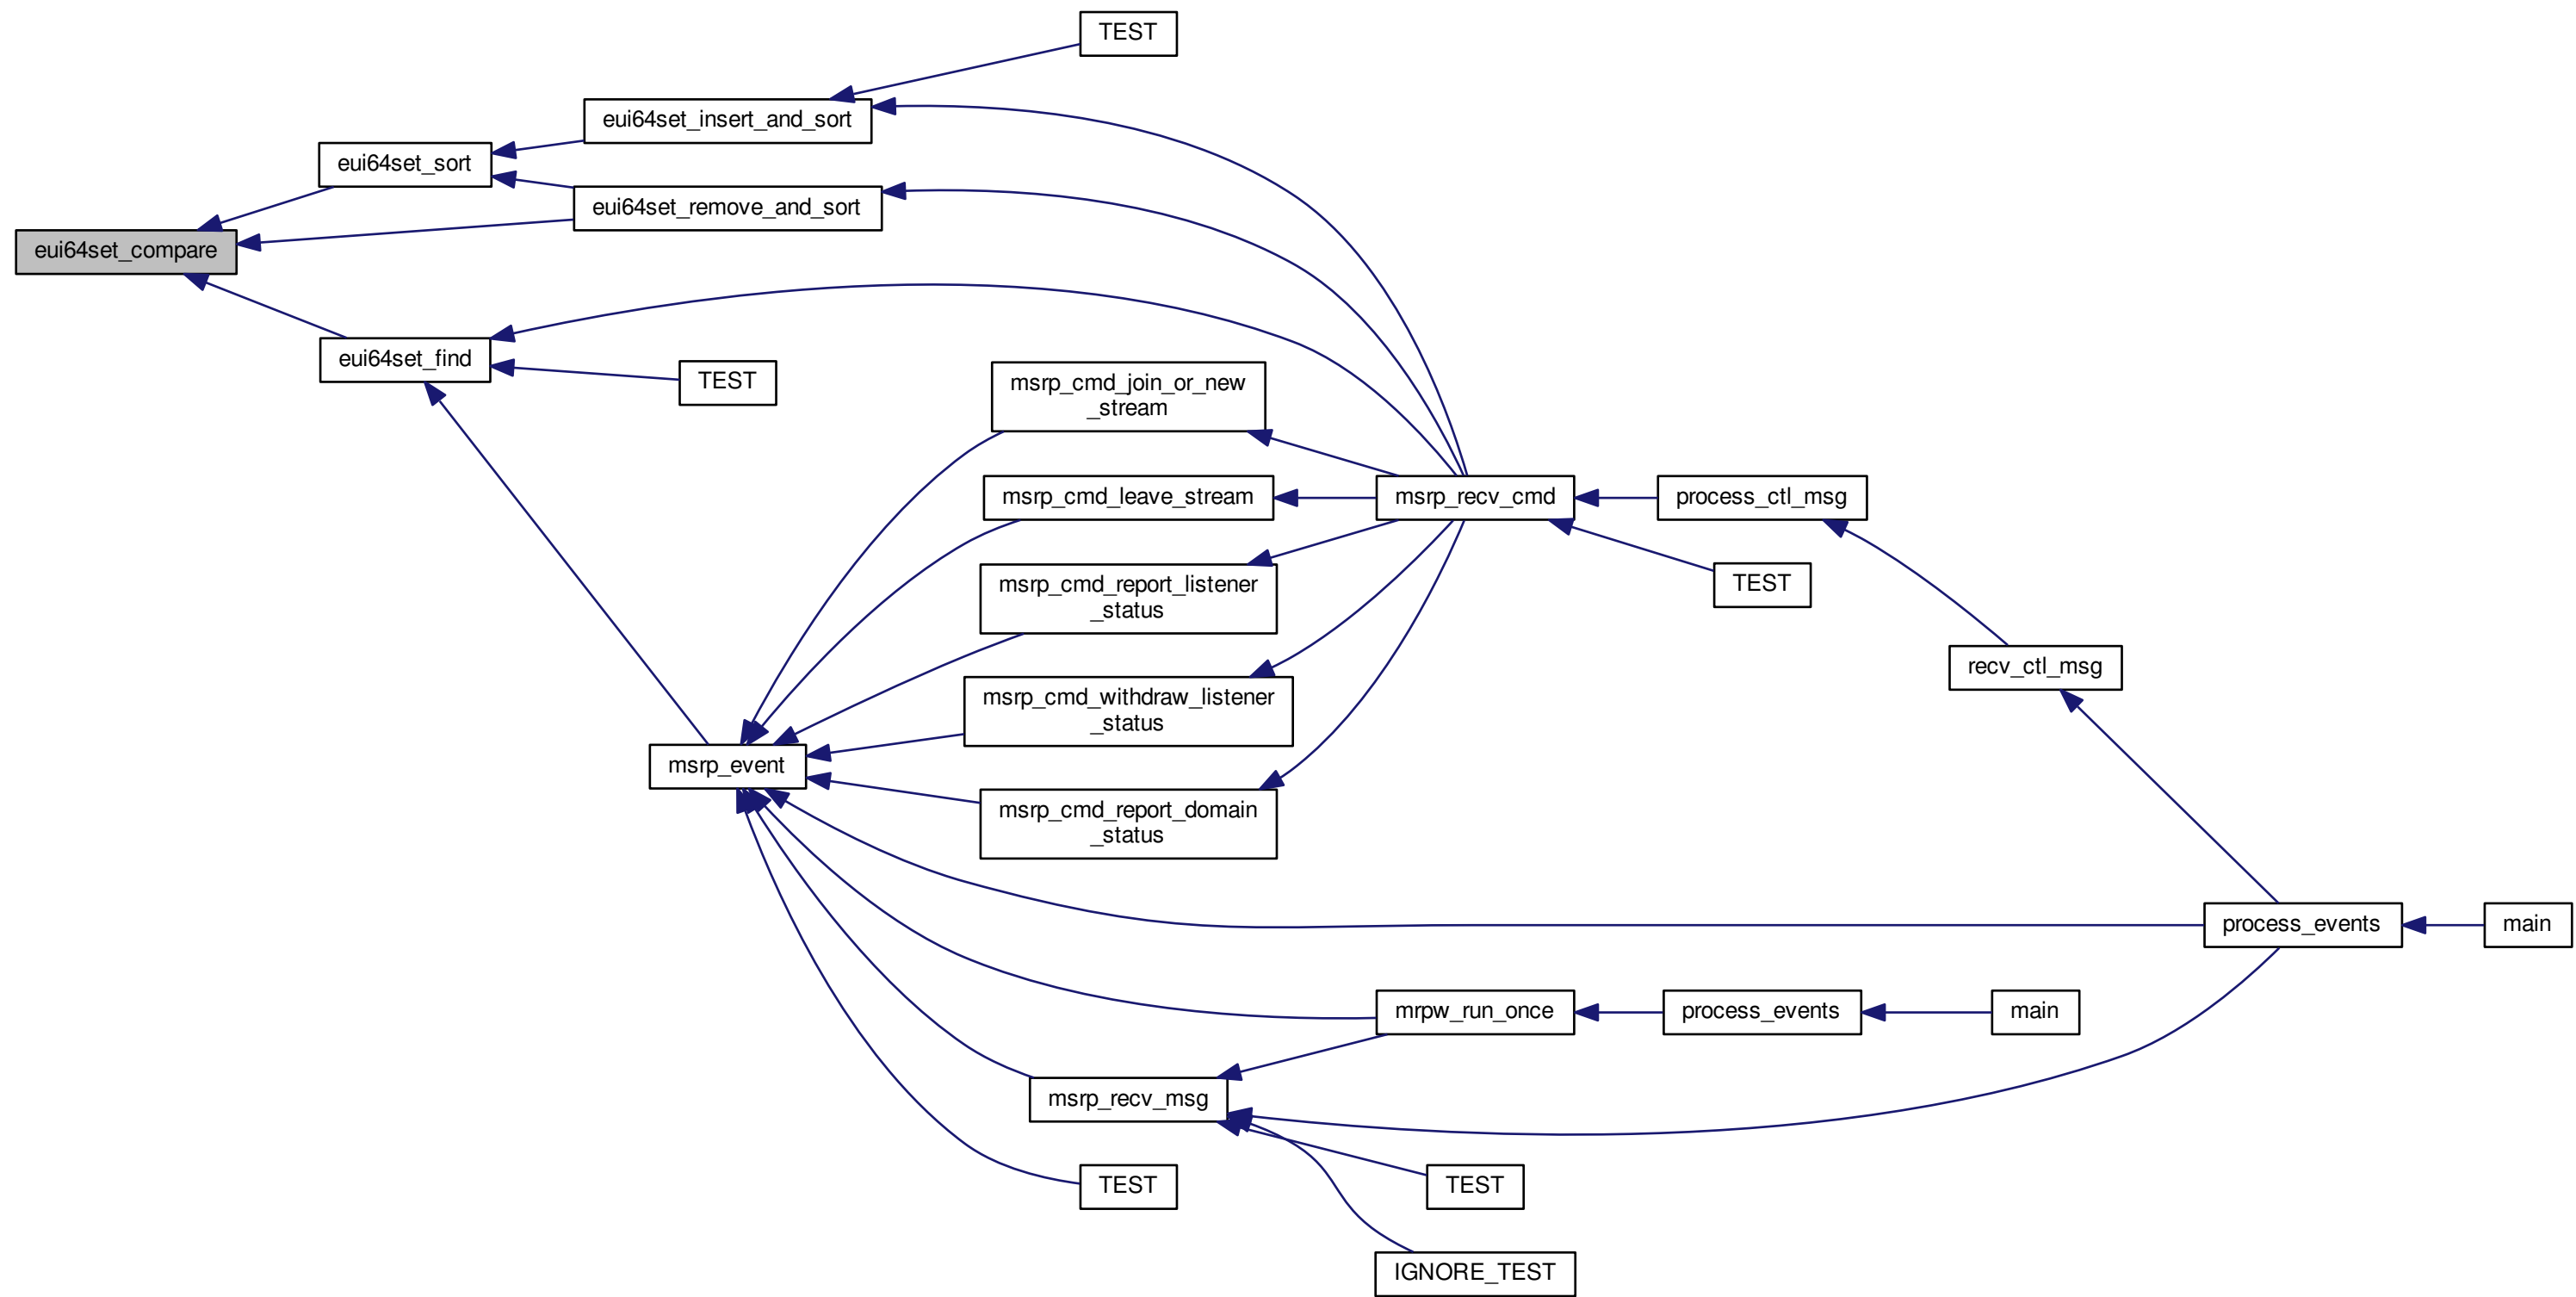 TEST
eui64set_insert_and_sort
eui64set_sort
eui64set_remove_and_sort
eui64set_compare
eui64set_find
TEST
msrp_cmd_join_or_new
_stream
msrp_cmd_leave_stream
msrp_recv_cmd
process_ctl_msg
msrp_cmd_report_listener
_status
TEST
recv_ctl_msg
msrp_cmd_withdraw_listener
_status
msrp_event
msrp_cmd_report_domain
_status
process_events
main
mrpw_run_once
process_events
main
msrp_recv_msg
TEST
TEST
IGNORE_TEST